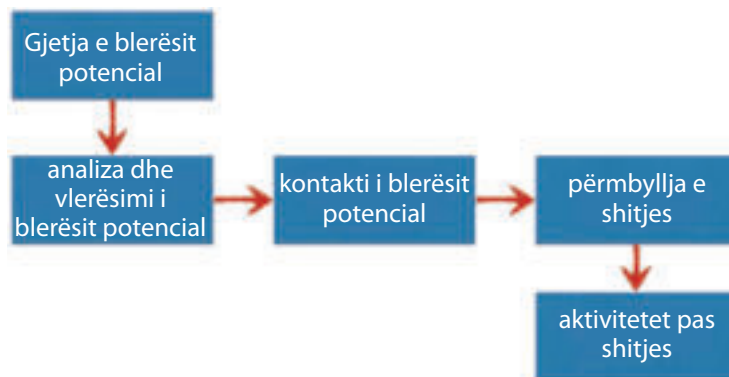 Gjetja e blerësit
potencial
analiza dhe
vlerësimi i
blerësit potencial
kontakti i blerësit
potencial
përmbyllja e
shitjes
aktivitetet pas
shitjes